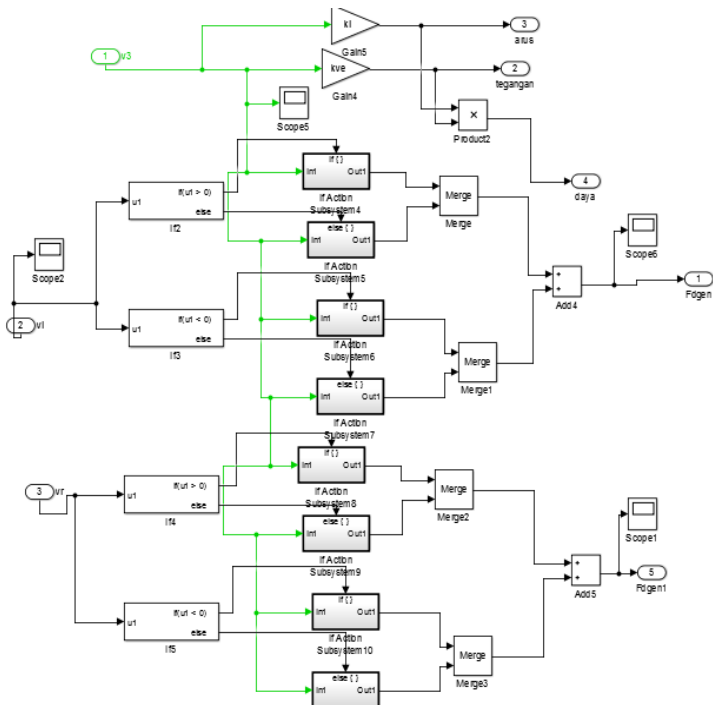 ki
3
arus
Gain5
1
v3
kve
2
tegangan
Gain4
Scope5
×
Product2
4
daya
If { }
In1
Out1
If Action
Subsystem4
Merge
Merge
u1
if(u1 > 0)
else
If2
else { }
In1
Out1
If Action
Subsystem5
Scope2
Scope6
+
+
Add4
1
Fdgen
2
vl
u1
if(u1 < 0)
else
If3
If { }
In1
Out1
If Action
Subsystem6
Merge
Merge1
else { }
In1
Out1
If Action
Subsystem7
3
vr
u1
if(u1 > 0)
else
If4
If { }
In1
Out1
If Action
Subsystem8
Merge
Merge2
else { }
In1
Out1
If Action
Subsystem9
Scope1
+
+
Add5
5
Fdgen1
u1
if(u1 < 0)
else
If5
If { }
In1
Out1
If Action
Subsystem10
Merge
Merge3
else { }
In1
Out1